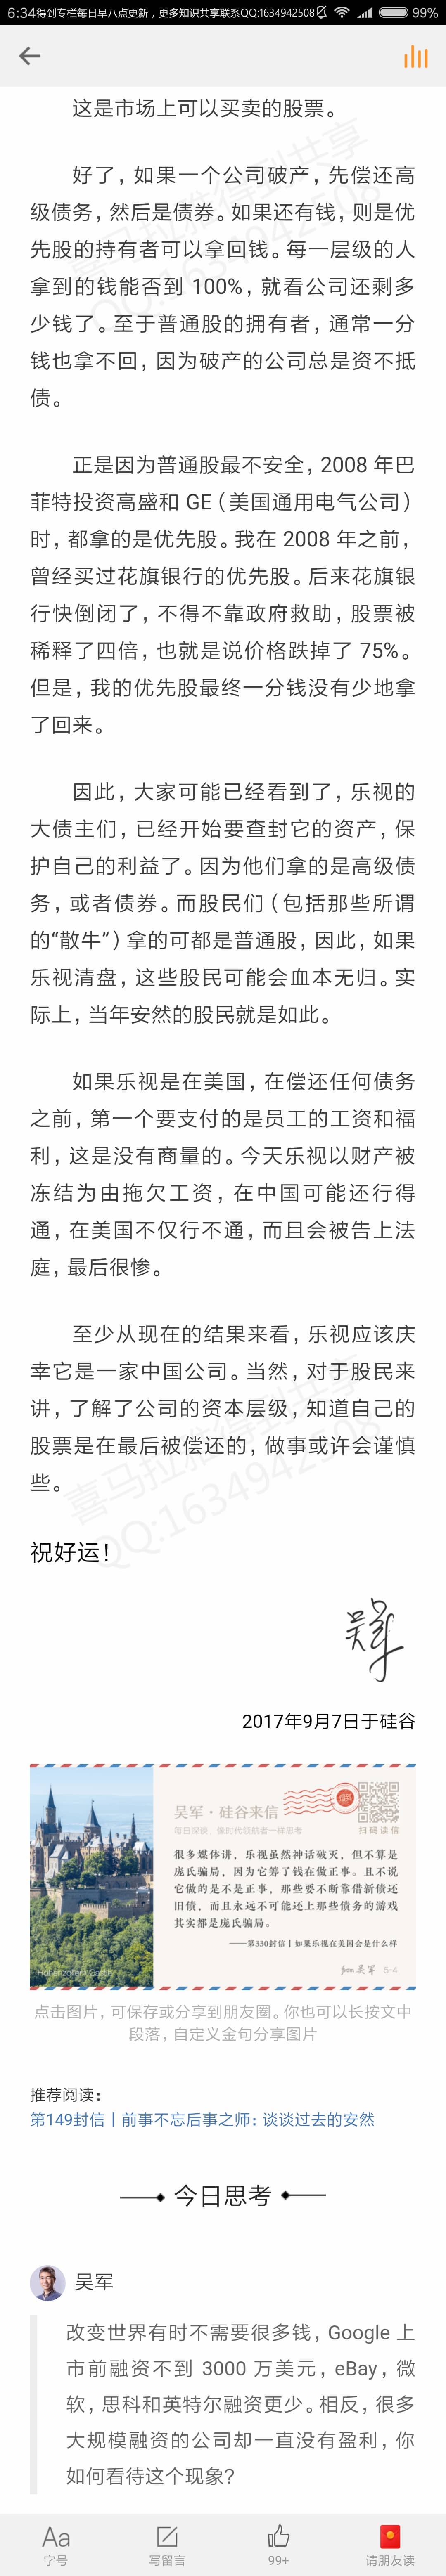 6:34得到专栏每日早八点更新，更多知识共享联系QQ:1634942508 99%
这是市场上可以买卖的股票。
好了，如果一个公司破产，先偿还高
级债务，然后是债券。如果还有钱，则是优
先股的持有者可以拿回钱。每一层级的人
拿到的钱能否到 100%，就看公司还剩多
少钱了。至于普通股的拥有者，通常一分
钱也拿不回，因为破产的公司总是资不抵
债。
正是因为普通股最不安全，2008 年巴
菲特投资高盛和 GE（美国通用电气公司）
时，都拿的是优先股。我在 2008 年之前，
曾经买过花旗银行的优先股。后来花旗银
行快倒闭了，不得不靠政府救助，股票被
稀释了四倍，也就是说价格跌掉了 75%。
但是，我的优先股最终一分钱没有少地拿
了回来。
因此，大家可能已经看到了，乐视的
大债主们，已经开始要查封它的资产，保
护自己的利益了。因为他们拿的是高级债
务，或者债券。而股民们（包括那些所谓
的“散牛”）拿的可都是普通股，因此，如果
乐视清盘，这些股民可能会血本无归。实
际上，当年安然的股民就是如此。
如果乐视是在美国，在偿还任何债务
之前，第一个要支付的是员工的工资和福
利，这是没有商量的。今天乐视以财产被
冻结为由拖欠工资，在中国可能还行得
通，在美国不仅行不通，而且会被告上法
庭，最后很惨。
至少从现在的结果来看，乐视应该庆
幸它是一家中国公司。当然，对于股民来
讲，了解了公司的资本层级，知道自己的
股票是在最后被偿还的，做事或许会谨慎
些。
喜马拉雅得到共享
QQ:1634942508
喜马拉雅得到共享
QQ:1634942508
祝好运！
吴军
2017年9月7日于硅谷
吴军·硅谷来信
每日深谈，像时代领航者一样思考
扫码读信
很多媒体讲，乐视虽然神话破灭，但不算是
庞氏骗局，因为它筹了钱在做正事。且不说
它做的是不是正事，那些要不断靠借新债还
旧债，而且永远不可能还上那些债务的游戏
其实都是庞氏骗局。
——第330封信丨如果乐视在美国会是什么样
from 吴军 5-4
Hohenzollern Castle
点击图片，可保存或分享到朋友圈。你也可以长按文中
段落，自定义金句分享图片
推荐阅读：
第149封信丨前事不忘后事之师：谈谈过去的安然
今日思考
吴军
改变世界有时不需要很多钱，Google 上
市前融资不到 3000 万美元，eBay，微
软，思科和英特尔融资更少。相反，很多
大规模融资的公司却一直没有盈利，你
如何看待这个现象?
Aa
字号
写留言
99+
请朋友读